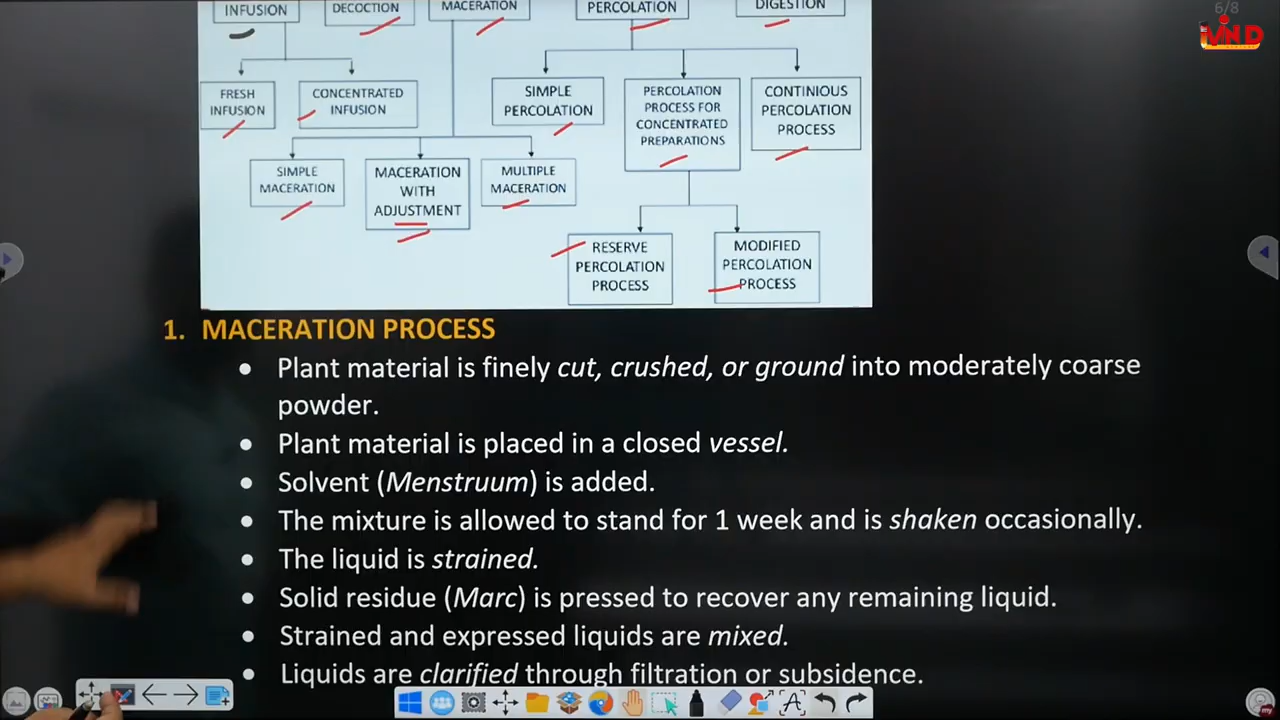 6/8
INFUSION
DECOCTION
MACERATION
PERCOLATION
DIGESTION
FRESH
INFUSION
CONCENTRATED
INFUSION
SIMPLE
PERCOLATION
PERCOLATION
PROCESS FOR
CONCENTRATED
PREPARATIONS
CONTINIOUS
PERCOLATION
PROCESS
SIMPLE
MACERATION
MACERATION
WITH
ADJUSTMENT
MULTIPLE
MACERATION
RESERVE
PERCOLATION
PROCESS
MODIFIED
PERCOLATION
PROCESS
1. MACERATION PROCESS
• Plant material is finely cut, crushed, or ground into moderately coarse
powder.
• Plant material is placed in a closed vessel.
• Solvent (Menstruum) is added.
• The mixture is allowed to stand for 1 week and is shaken occasionally.
• The liquid is strained.
• Solid residue (Marc) is pressed to recover any remaining liquid.
• Strained and expressed liquids are mixed.
• Liquids are clarified through filtration or subsidence.